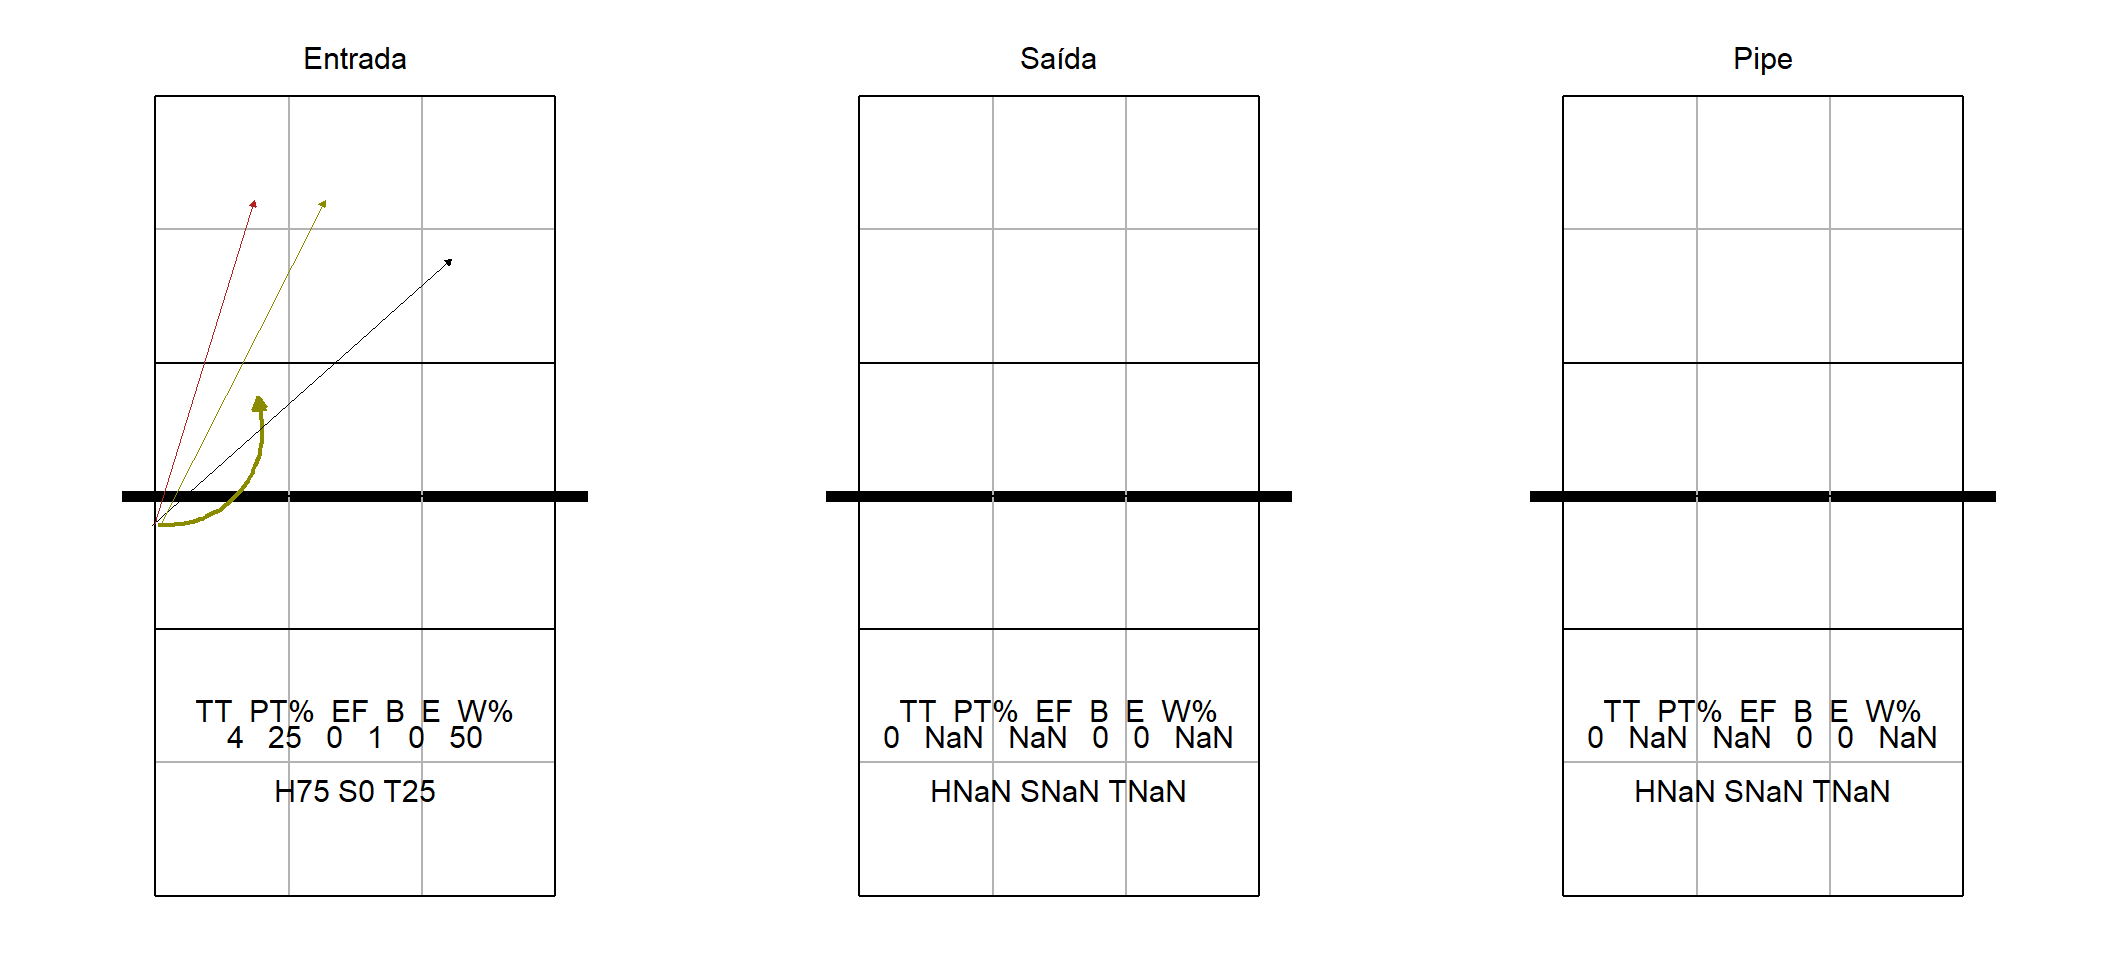 Entrada
TT PT% EF B E W%
4 25 0 1 0 50
H75 S0 T25
Saída
TT PT% EF B E W%
0 NaN NaN 0 0 NaN
HNaN SNaN TNaN
Pipe
TT PT% EF B E W%
0 NaN NaN 0 0 NaN
HNaN SNaN TNaN